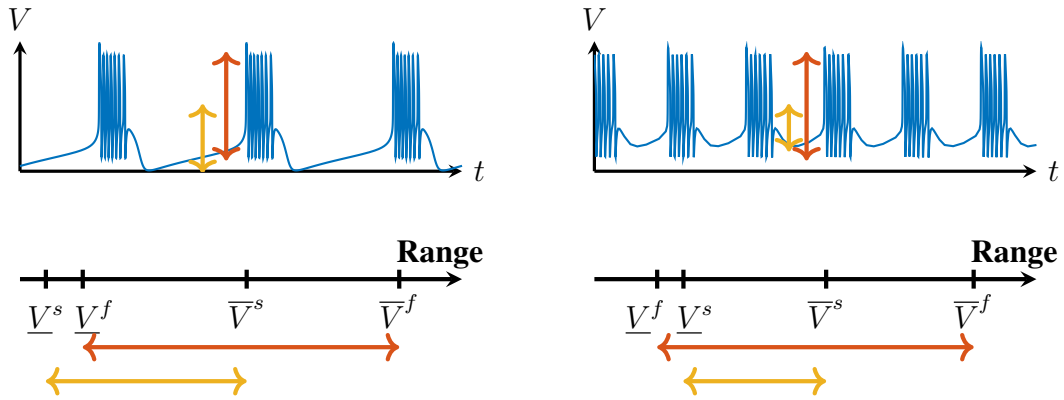 V
V
t
t
Range
Range
V̲ˢ V̲ᶠ V̅ˢ V̅ᶠ
V̲ᶠ V̲ˢ V̅ˢ V̅ᶠ